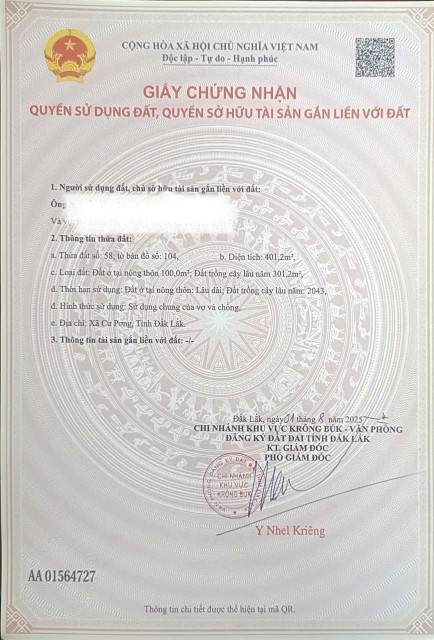 CỘNG HÒA XÃ HỘI CHỦ NGHĨA VIỆT NAM
Độc lập - Tự do - Hạnh phúc
GIẤY CHỨNG NHẬN
QUYỀN SỬ DỤNG ĐẤT, QUYỀN SỞ HỮU TÀI SẢN GẮN LIỀN VỚI ĐẤT
1. Người sử dụng đất, chủ sở hữu tài sản gắn liền với đất:
Ông
Và v
2. Thông tin thửa đất:
a. Thửa đất số: 58; tờ bản đồ số: 104, b. Diện tích: 401,2m²,
c. Loại đất: Đất ở tại nông thôn 100,0m²; Đất trồng cây lâu năm 301,2m²,
d. Thời hạn sử dụng: Đất ở tại nông thôn: Lâu dài; Đất trồng cây lâu năm: 2043,
đ. Hình thức sử dụng: Sử dụng chung của vợ và chồng,
e. Địa chỉ: Xã Cư Pơng, Tỉnh Đắk Lắk.
3. Thông tin tài sản gắn liền với đất: -/-
Đắk Lắk, ngày 01 tháng 8 năm 2025
CHI NHÁNH KHU VỰC KRÔNG BÚK - VĂN PHÒNG
ĐĂNG KÝ ĐẤT ĐAI TỈNH ĐẮK LẮK
KT. GIÁM ĐỐC
PHÓ GIÁM ĐỐC
CHI NHÁNH
KHU VỰC
KRÔNG BÚK
Y Nhel Kriêng
AA 01564727
Thông tin chi tiết được thể hiện tại mã QR.